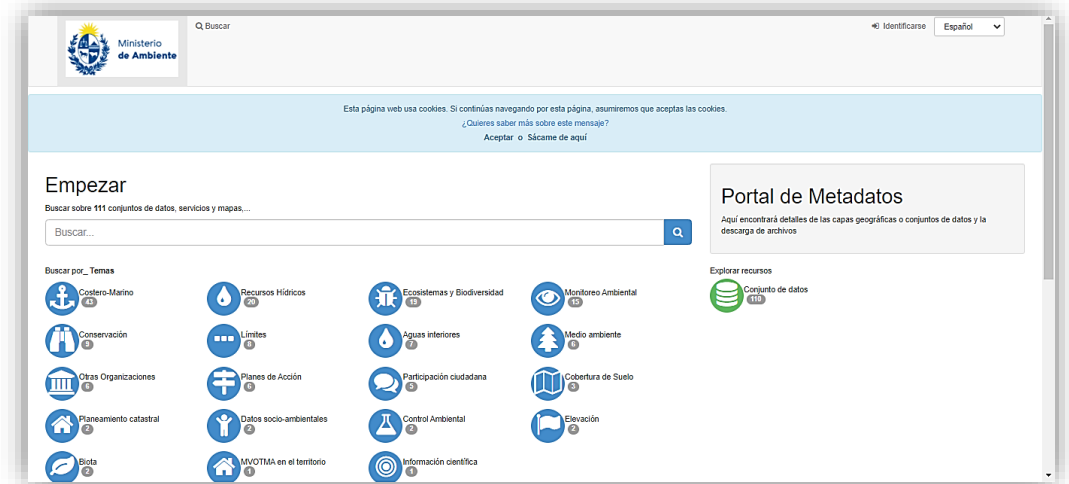 Ministerio
de Ambiente
Buscar
Identificarse
Español
Esta página web usa cookies. Si continúas navegando por esta página, asumiremos que aceptas las cookies.
¿Quieres saber más sobre este mensaje?
Aceptar o Sácame de aquí
Empezar
Buscar sobre 111 conjuntos de datos, servicios y mapas,...
Buscar...
Portal de Metadatos
Aquí encontrará detalles de las capas geográficas o conjuntos de datos y la
descarga de archivos
Buscar por_ Temas
Costero-Marino
43
Recursos Hídricos
20
Ecosistemas y Biodiversidad
19
Monitoreo Ambiental
15
Conservación
9
Límites
8
Aguas interiores
7
Medio ambiente
6
Otras Organizaciones
6
Planes de Acción
6
Participación ciudadana
5
Cobertura de Suelo
3
Planeamiento catastral
2
Datos socio-ambientales
2
Control Ambiental
2
Elevación
2
Biota
2
MVOTMA en el territorio
1
Información científica
1
Explorar recursos
Conjunto de datos
110